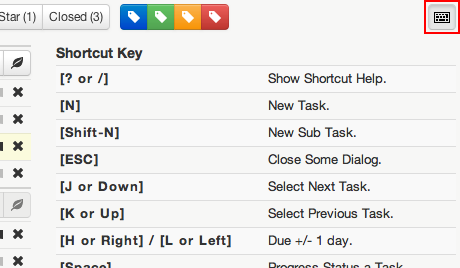 Star (1) Closed (3)
Shortcut Key
[? or /] Show Shortcut Help.
[N] New Task.
[Shift-N] New Sub Task.
[ESC] Close Some Dialog.
[J or Down] Select Next Task.
[K or Up] Select Previous Task.
[H or Right] / [L or Left] Due +/- 1 day.
[Space] Progress Status a Task.